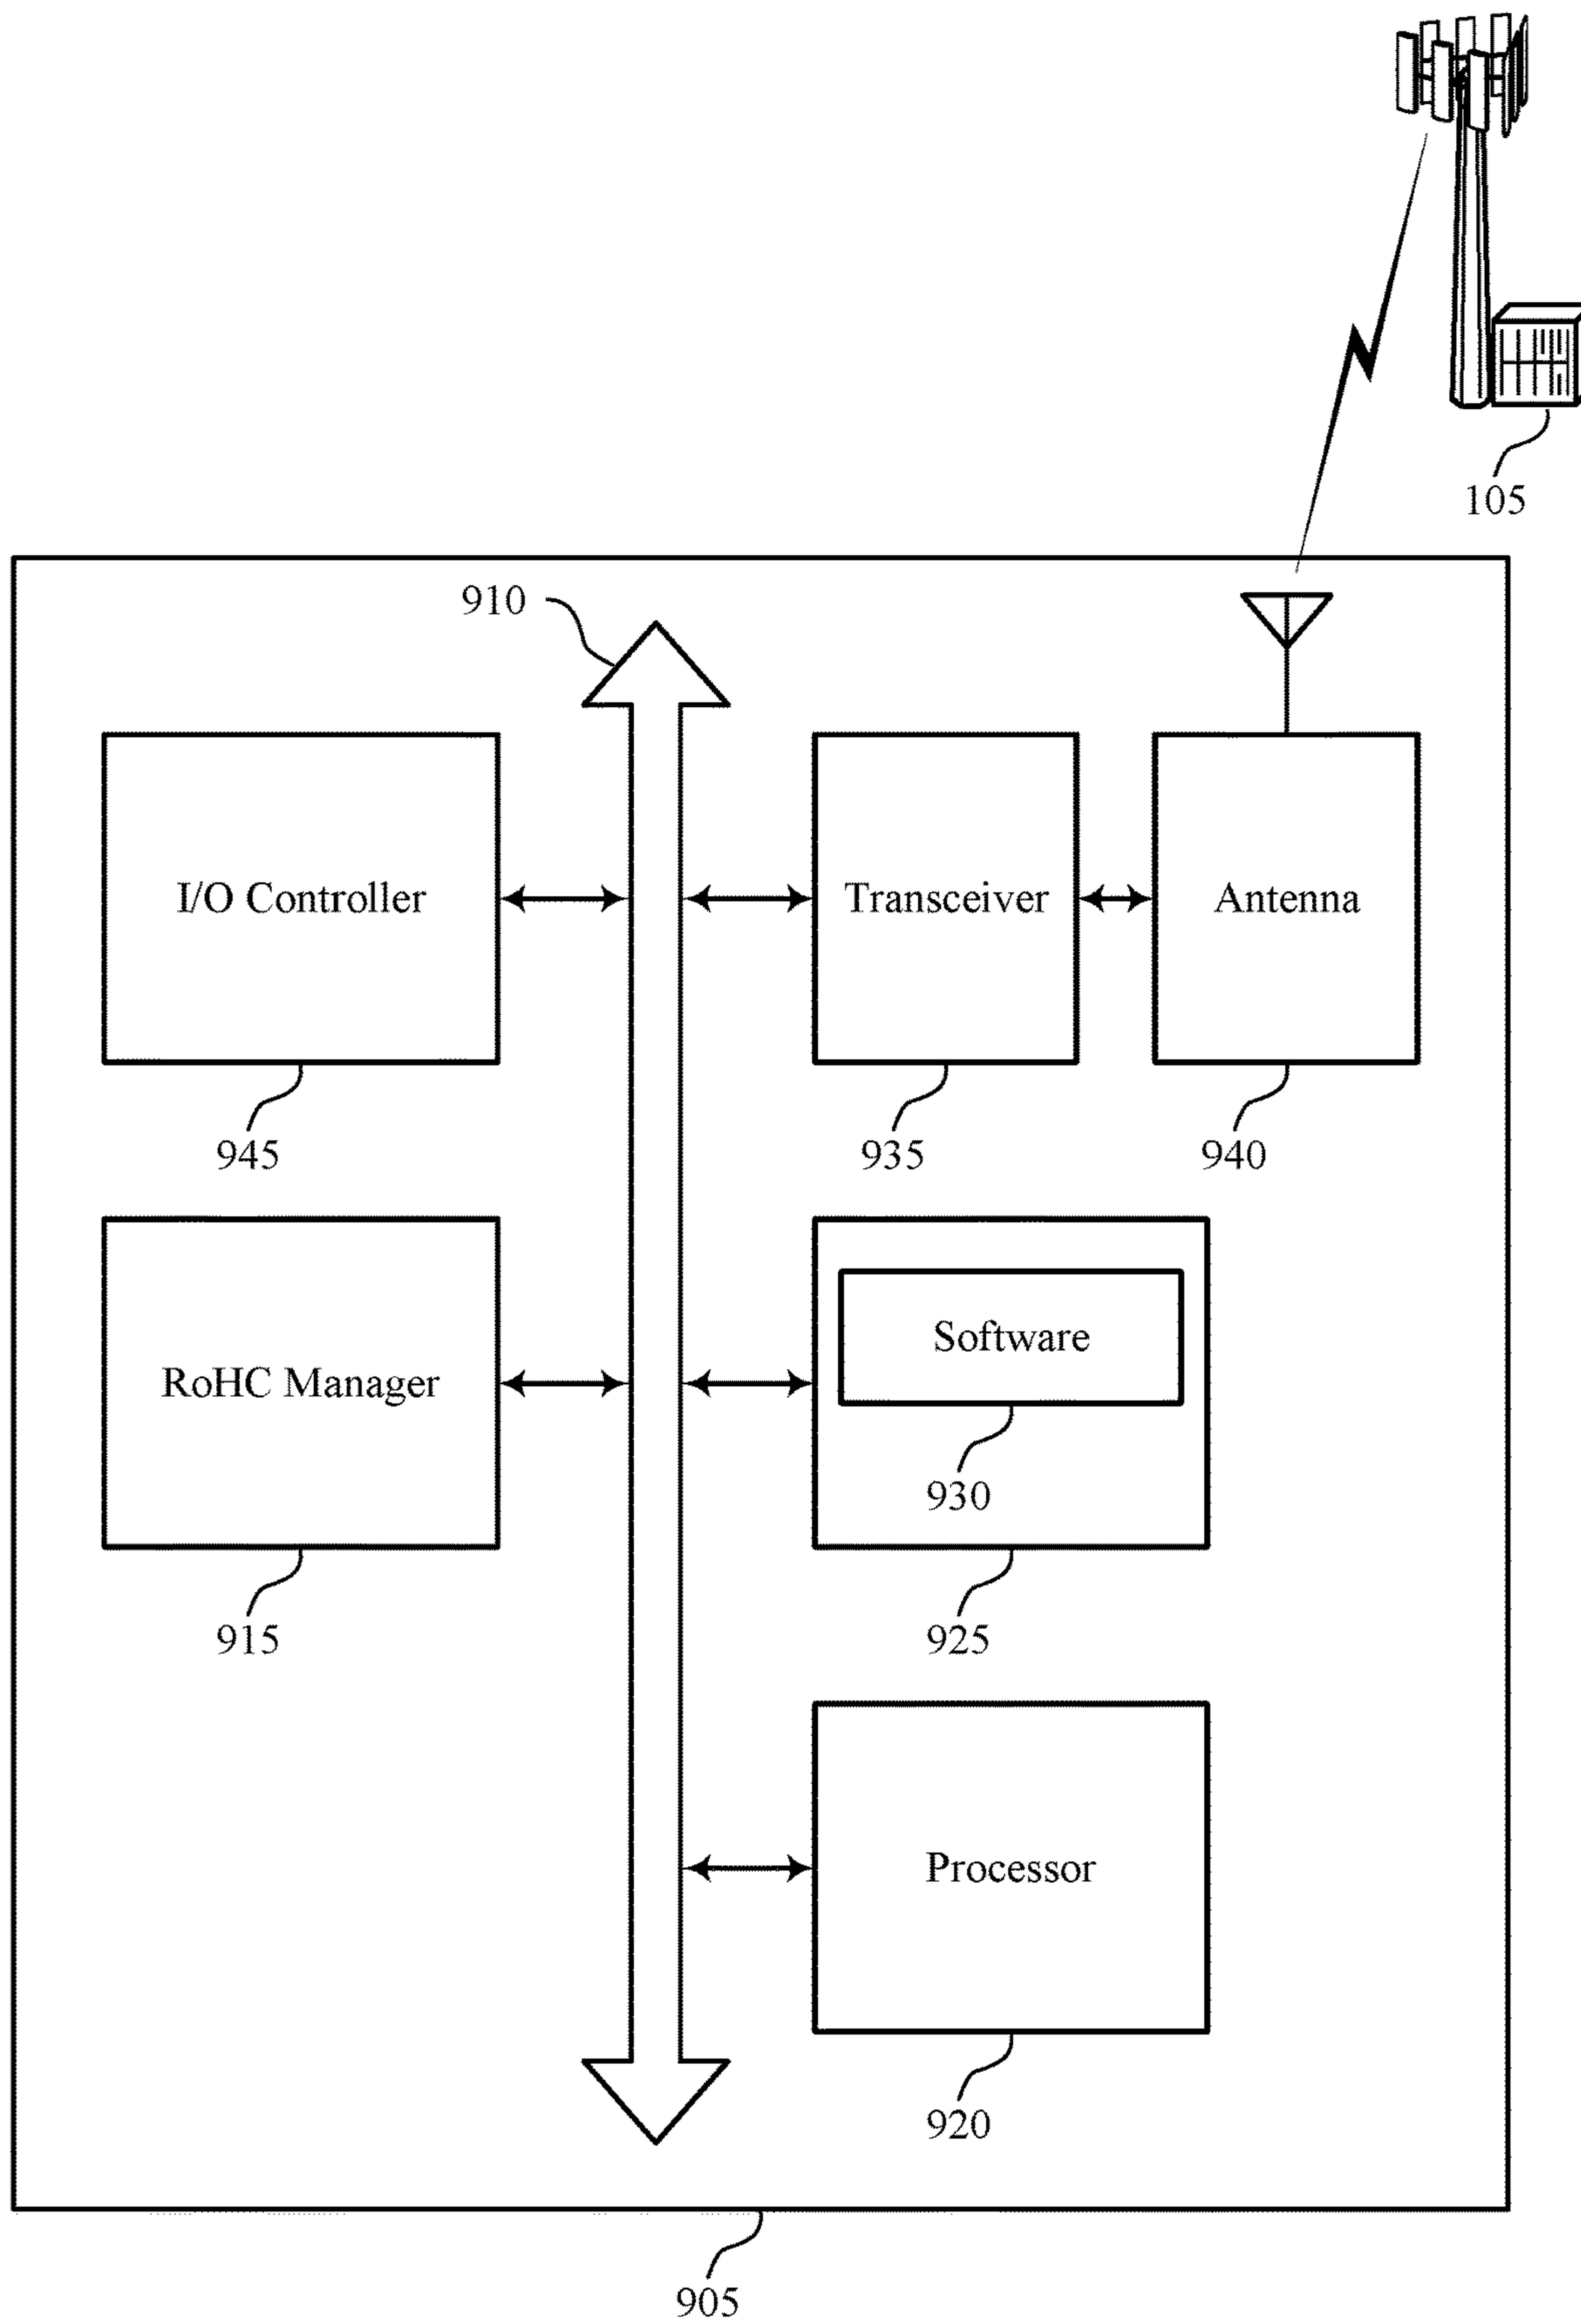 105
910
I/O Controller
Transceiver
Antenna
945
935
940
RoHC Manager
Software
930
915
925
Processor
920
905